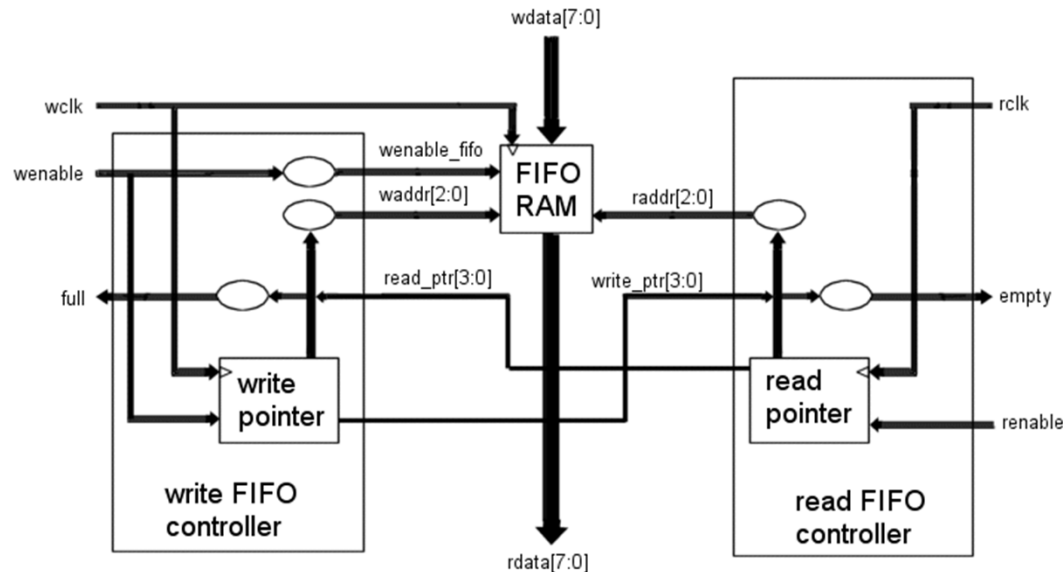 wdata[7:0]
wclk
rclk
wenable
wenable_fifo
FIFO
RAM
waddr[2:0]
raddr[2:0]
full
read_ptr[3:0]
write_ptr[3:0]
empty
write
pointer
read
pointer
renable
write FIFO
controller
read FIFO
controller
rdata[7:0]